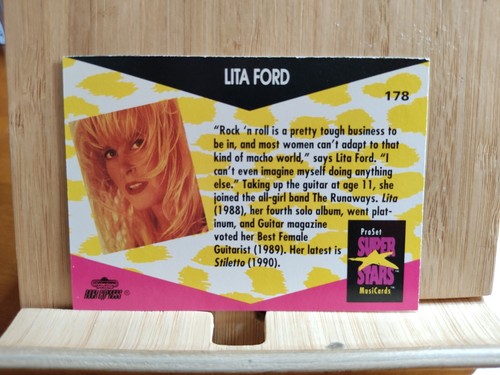 LITA FORD
178
"Rock 'n roll is a pretty tough business to
be in, and most women can't adapt to that
kind of macho world," says Lita Ford. "I
can't even imagine myself doing anything
else." Taking up the guitar at age 11, she
joined the all-girl band The Runaways. Lita
(1988), her fourth solo album, went plat-
inum, and Guitar magazine
voted her Best Female
Guitarist (1989). Her latest is
Stiletto (1990).
ProSet
SUPER
STARS
MusiCards™